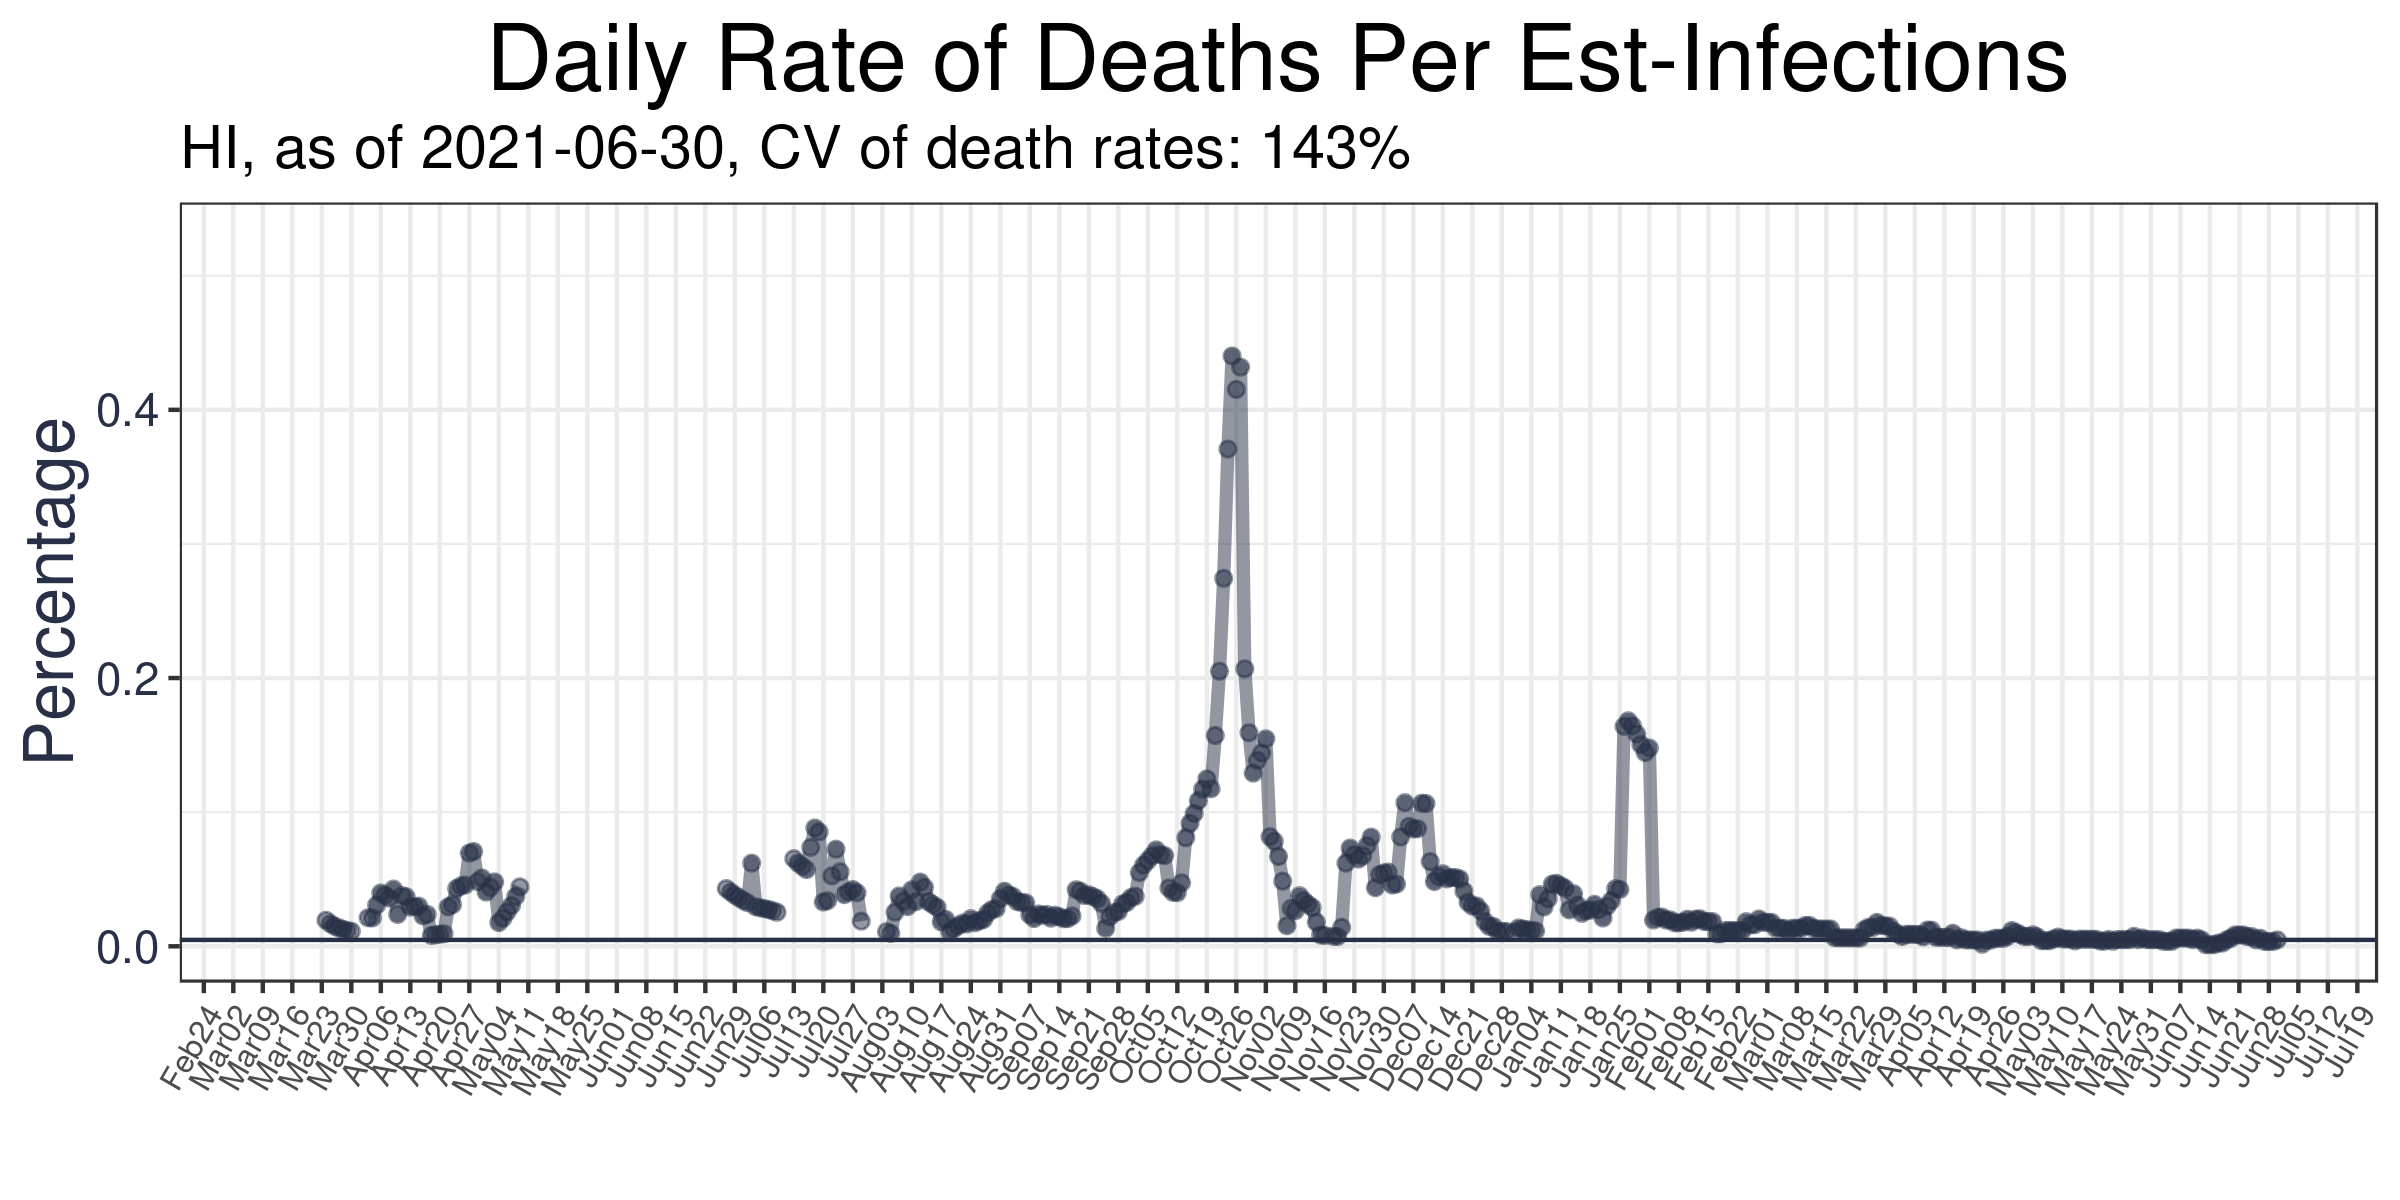 Daily Rate of Deaths Per Est-Infections
HI, as of 2021-06-30, CV of death rates: 143%
Percentage
0.4
0.2
0.0
Feb24
Mar02
Mar09
Mar16
Mar23
Mar30
Apr06
Apr13
Apr20
Apr27
May04
May11
May18
May25
Jun01
Jun08
Jun15
Jun22
Jun29
Jul06
Jul13
Jul20
Jul27
Aug03
Aug10
Aug17
Aug24
Aug31
Sep07
Sep14
Sep21
Sep28
Oct05
Oct12
Oct19
Oct26
Nov02
Nov09
Nov16
Nov23
Nov30
Dec07
Dec14
Dec21
Dec28
Jan04
Jan11
Jan18
Jan25
Feb01
Feb08
Feb15
Feb22
Mar01
Mar08
Mar15
Mar22
Mar29
Apr05
Apr12
Apr19
Apr26
May03
May10
May17
May24
May31
Jun07
Jun14
Jun21
Jun28
Jul05
Jul12
Jul19